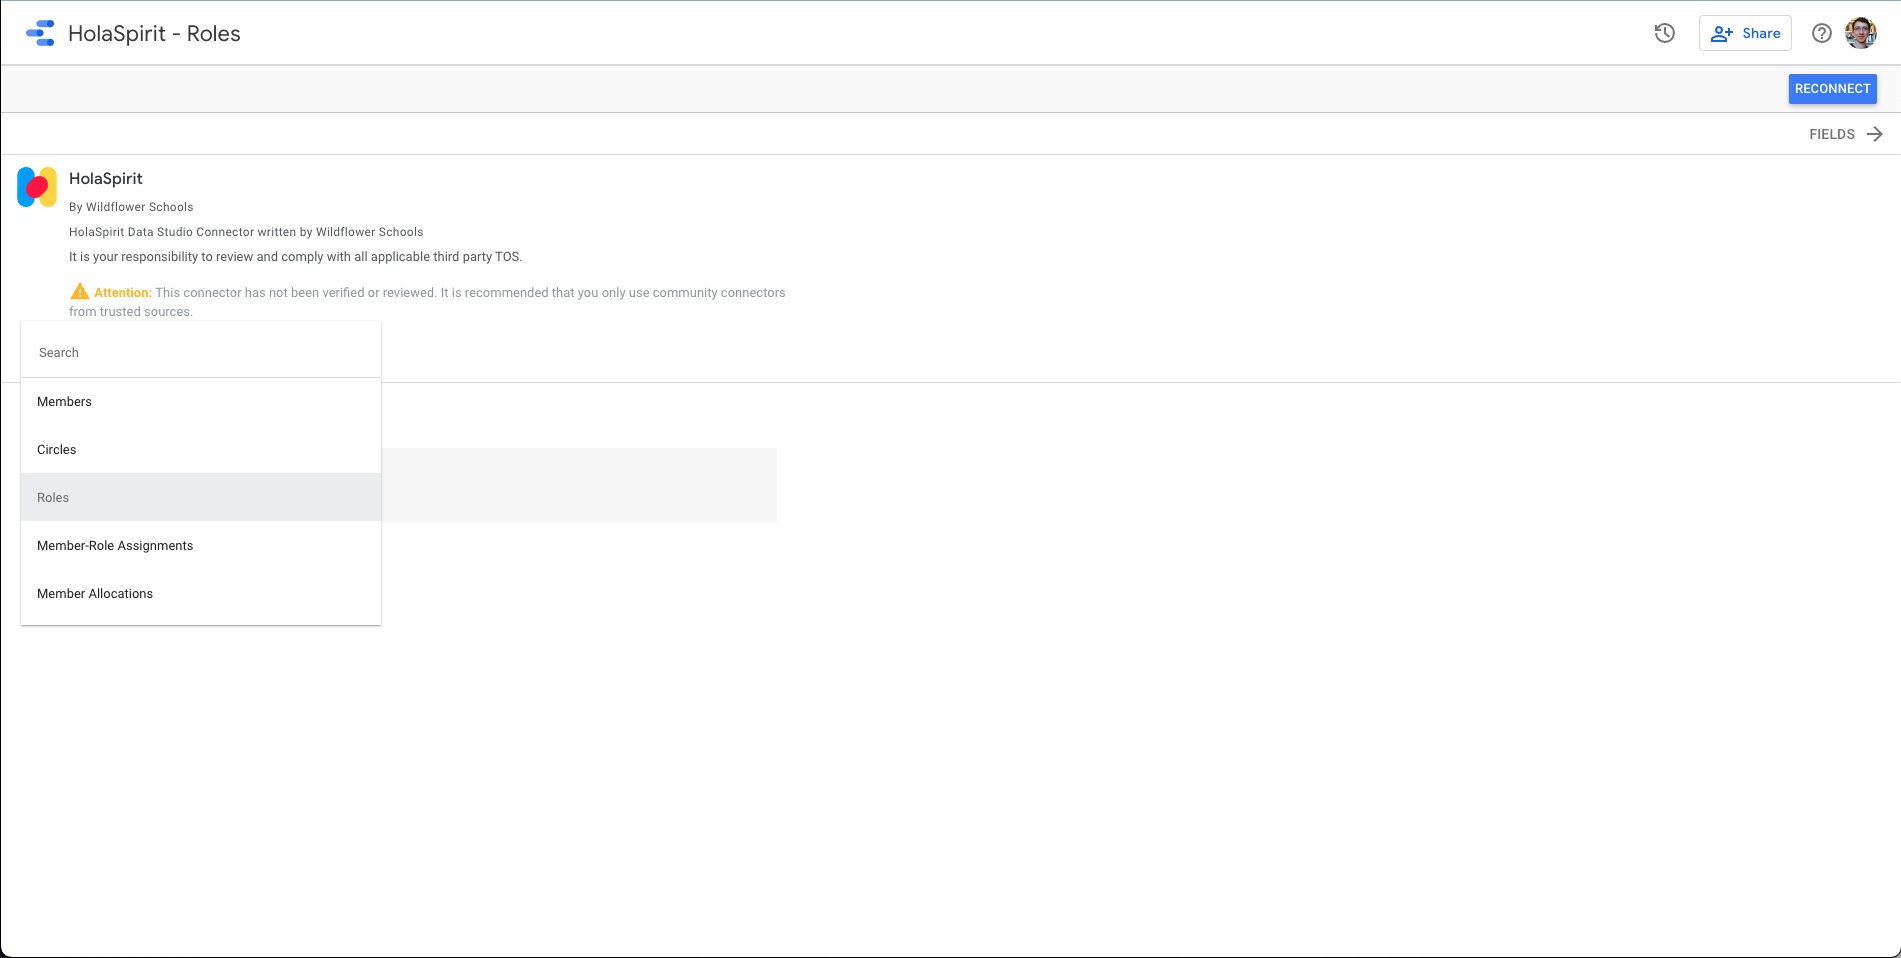 HolaSpirit - Roles
Share
RECONNECT
FIELDS
HolaSpirit
By Wildflower Schools
HolaSpirit Data Studio Connector written by Wildflower Schools
It is your responsibility to review and comply with all applicable third party TOS.
Attention: This connector has not been verified or reviewed. It is recommended that you only use community connectors
from trusted sources.
Search
Members
Circles
Roles
Member-Role Assignments
Member Allocations